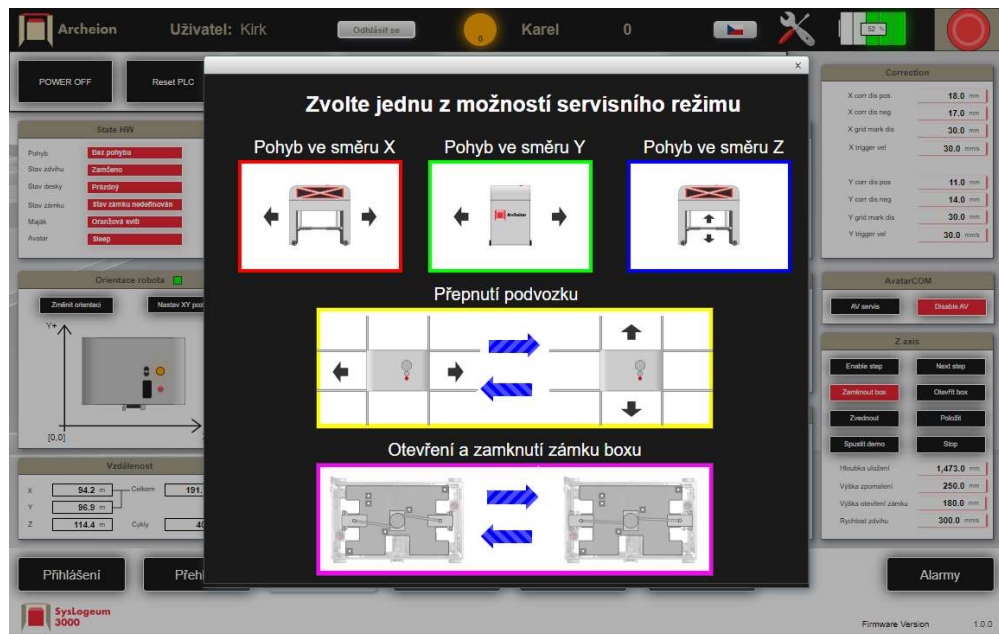 Archeion
Uživatel: Kirk
Odhlásit se
0
Karel
0
52 %
POWER OFF
Reset PLC
x
Zvolte jednu z možností servisního režimu
Pohyb ve směru X
Pohyb ve směru Y
Pohyb ve směru Z
Archeion
Přepnutí podvozku
Otevření a zamknutí zámku boxu
State HW
Pohyb
Bez pohybu
Stav zdvihu
Zamčeno
Stav desky
Prázdný
Stav zámku
Stav zámku nedefinován
Maják
Oranžová svítí
Avatar
Sleep
Orientace robota
Změnit orientaci
Nastav XY poz
Y+
[0.0]
Vzdálenost
X
94.2 m
Celkem
191.
Y
96.9 m
Z
114.4 m
Cykly
40
Correction
X corr dis pos
18.0 mm
X corr dis neg
17.0 mm
X grid mark dis
30.0 mm
X trigger vel
30.0 mm/s
Y corr dis pos
11.0 mm
Y corr dis neg
14.0 mm
Y grid mark dis
30.0 mm
Y trigger vel
30.0 mm/s
AvatarCOM
AV servis
Disable AV
Z axis
Enable step
Next step
Zamknout box
Otevřít box
Zvednout
Položit
Spustit demo
Stop
Hloubka uložení
1,473.0 mm
Výška zpomalení
250.0 mm
Výška otevření zámku
180.0 mm
Rychlost zdvihu
300.0 mm/s
Přihlášení
Přehl
Alarmy
SysLogeum
3000
Firmware Version
1.0.0